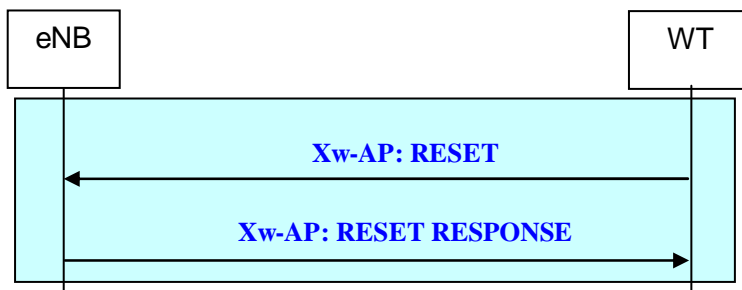 eNB
WT
Xw-AP: RESET
Xw-AP: RESET RESPONSE